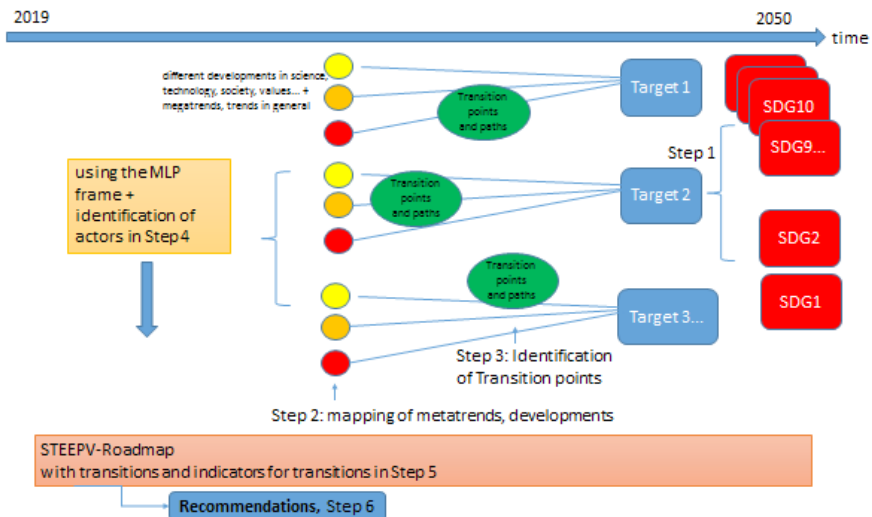 2019
2050
time
different developments in science,
technology, society, values... +
megatrends, trends in general
Transition
points
and paths
Target 1
SDG10
SDG9...
Step 1
using the MLP
frame +
identification of
actors in Step 4
Transition
points
and paths
Target 2
SDG2
Transition
points
and paths
SDG1
Target 3...
Step 3: Identification
of Transition points
Step 2: mapping of metatrends, developments
STEEPV-Roadmap
with transitions and indicators for transitions in Step 5
Recommendations, Step 6